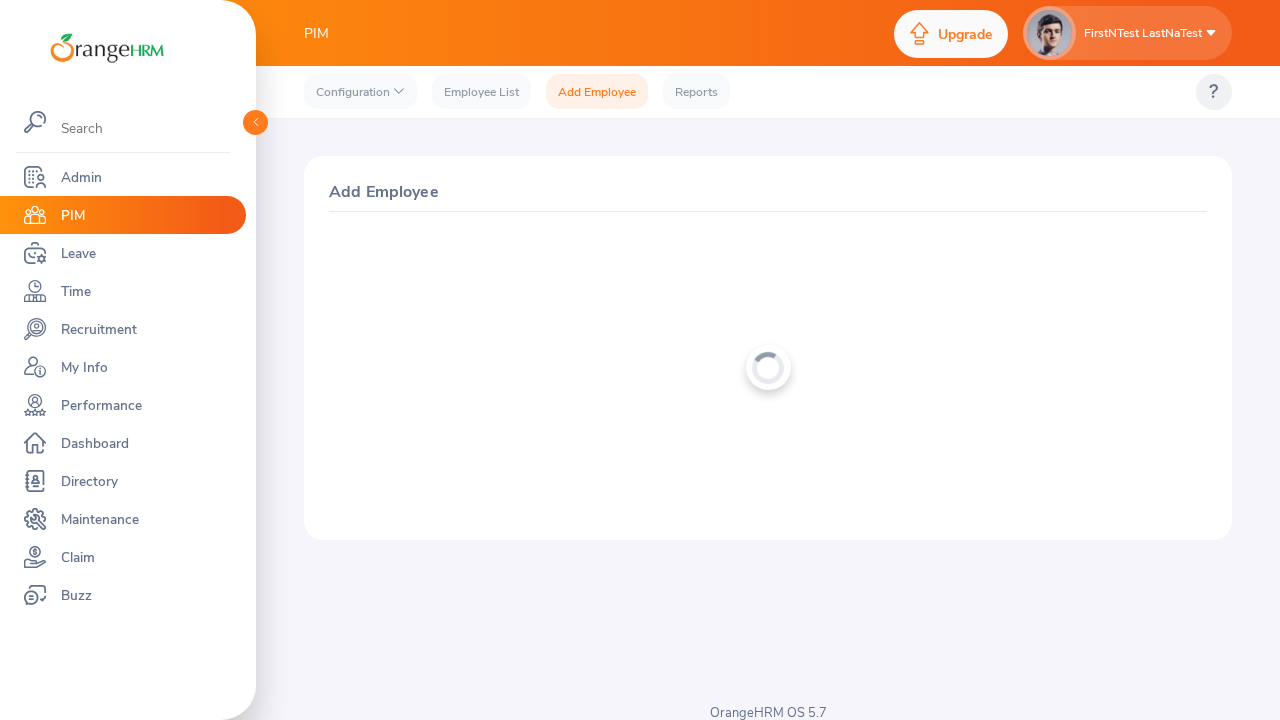 OrangeHRM
PIM
Upgrade
FirstNTest LastNaTest
Configuration
Employee List
Add Employee
Reports
?
Search
Admin
PIM
Leave
Time
Recruitment
My Info
Performance
Dashboard
Directory
Maintenance
Claim
Buzz
Add Employee
OrangeHRM OS 5.7